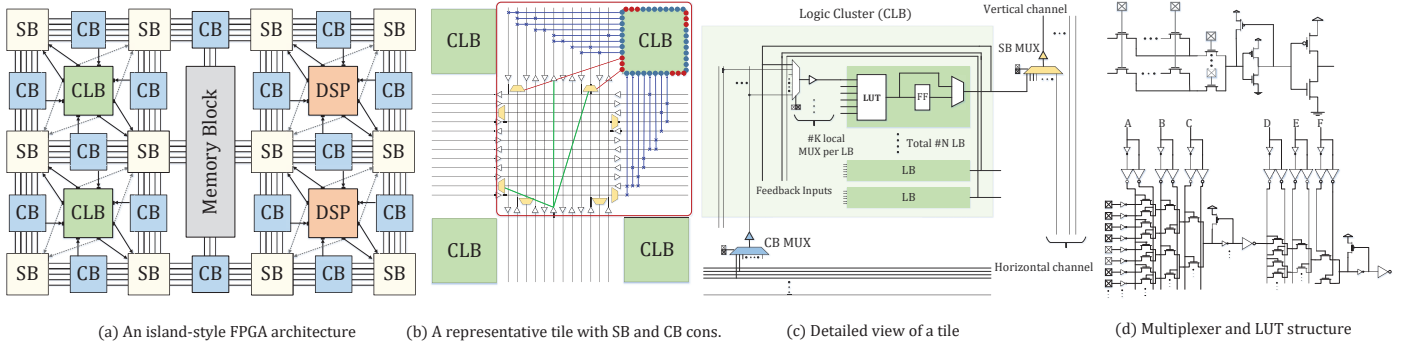 SB CB SB CB SB CB SB
CB CLB CB Memory Block CB DSP CB
SB CB SB SB CB SB
CB CLB CB CB DSP CB
SB CB SB CB SB CB SB
(a) An island-style FPGA architecture
CLB CLB
CLB CLB
(b) A representative tile with SB and CB cons.
Logic Cluster (CLB)
Vertical channel
SB MUX
LUT
FF
#K local
MUX per LB
Total #N LB
LB
Feedback Inputs
LB
CB MUX
Horizontal channel
(c) Detailed view of a tile
A B C D E F
(d) Multiplexer and LUT structure